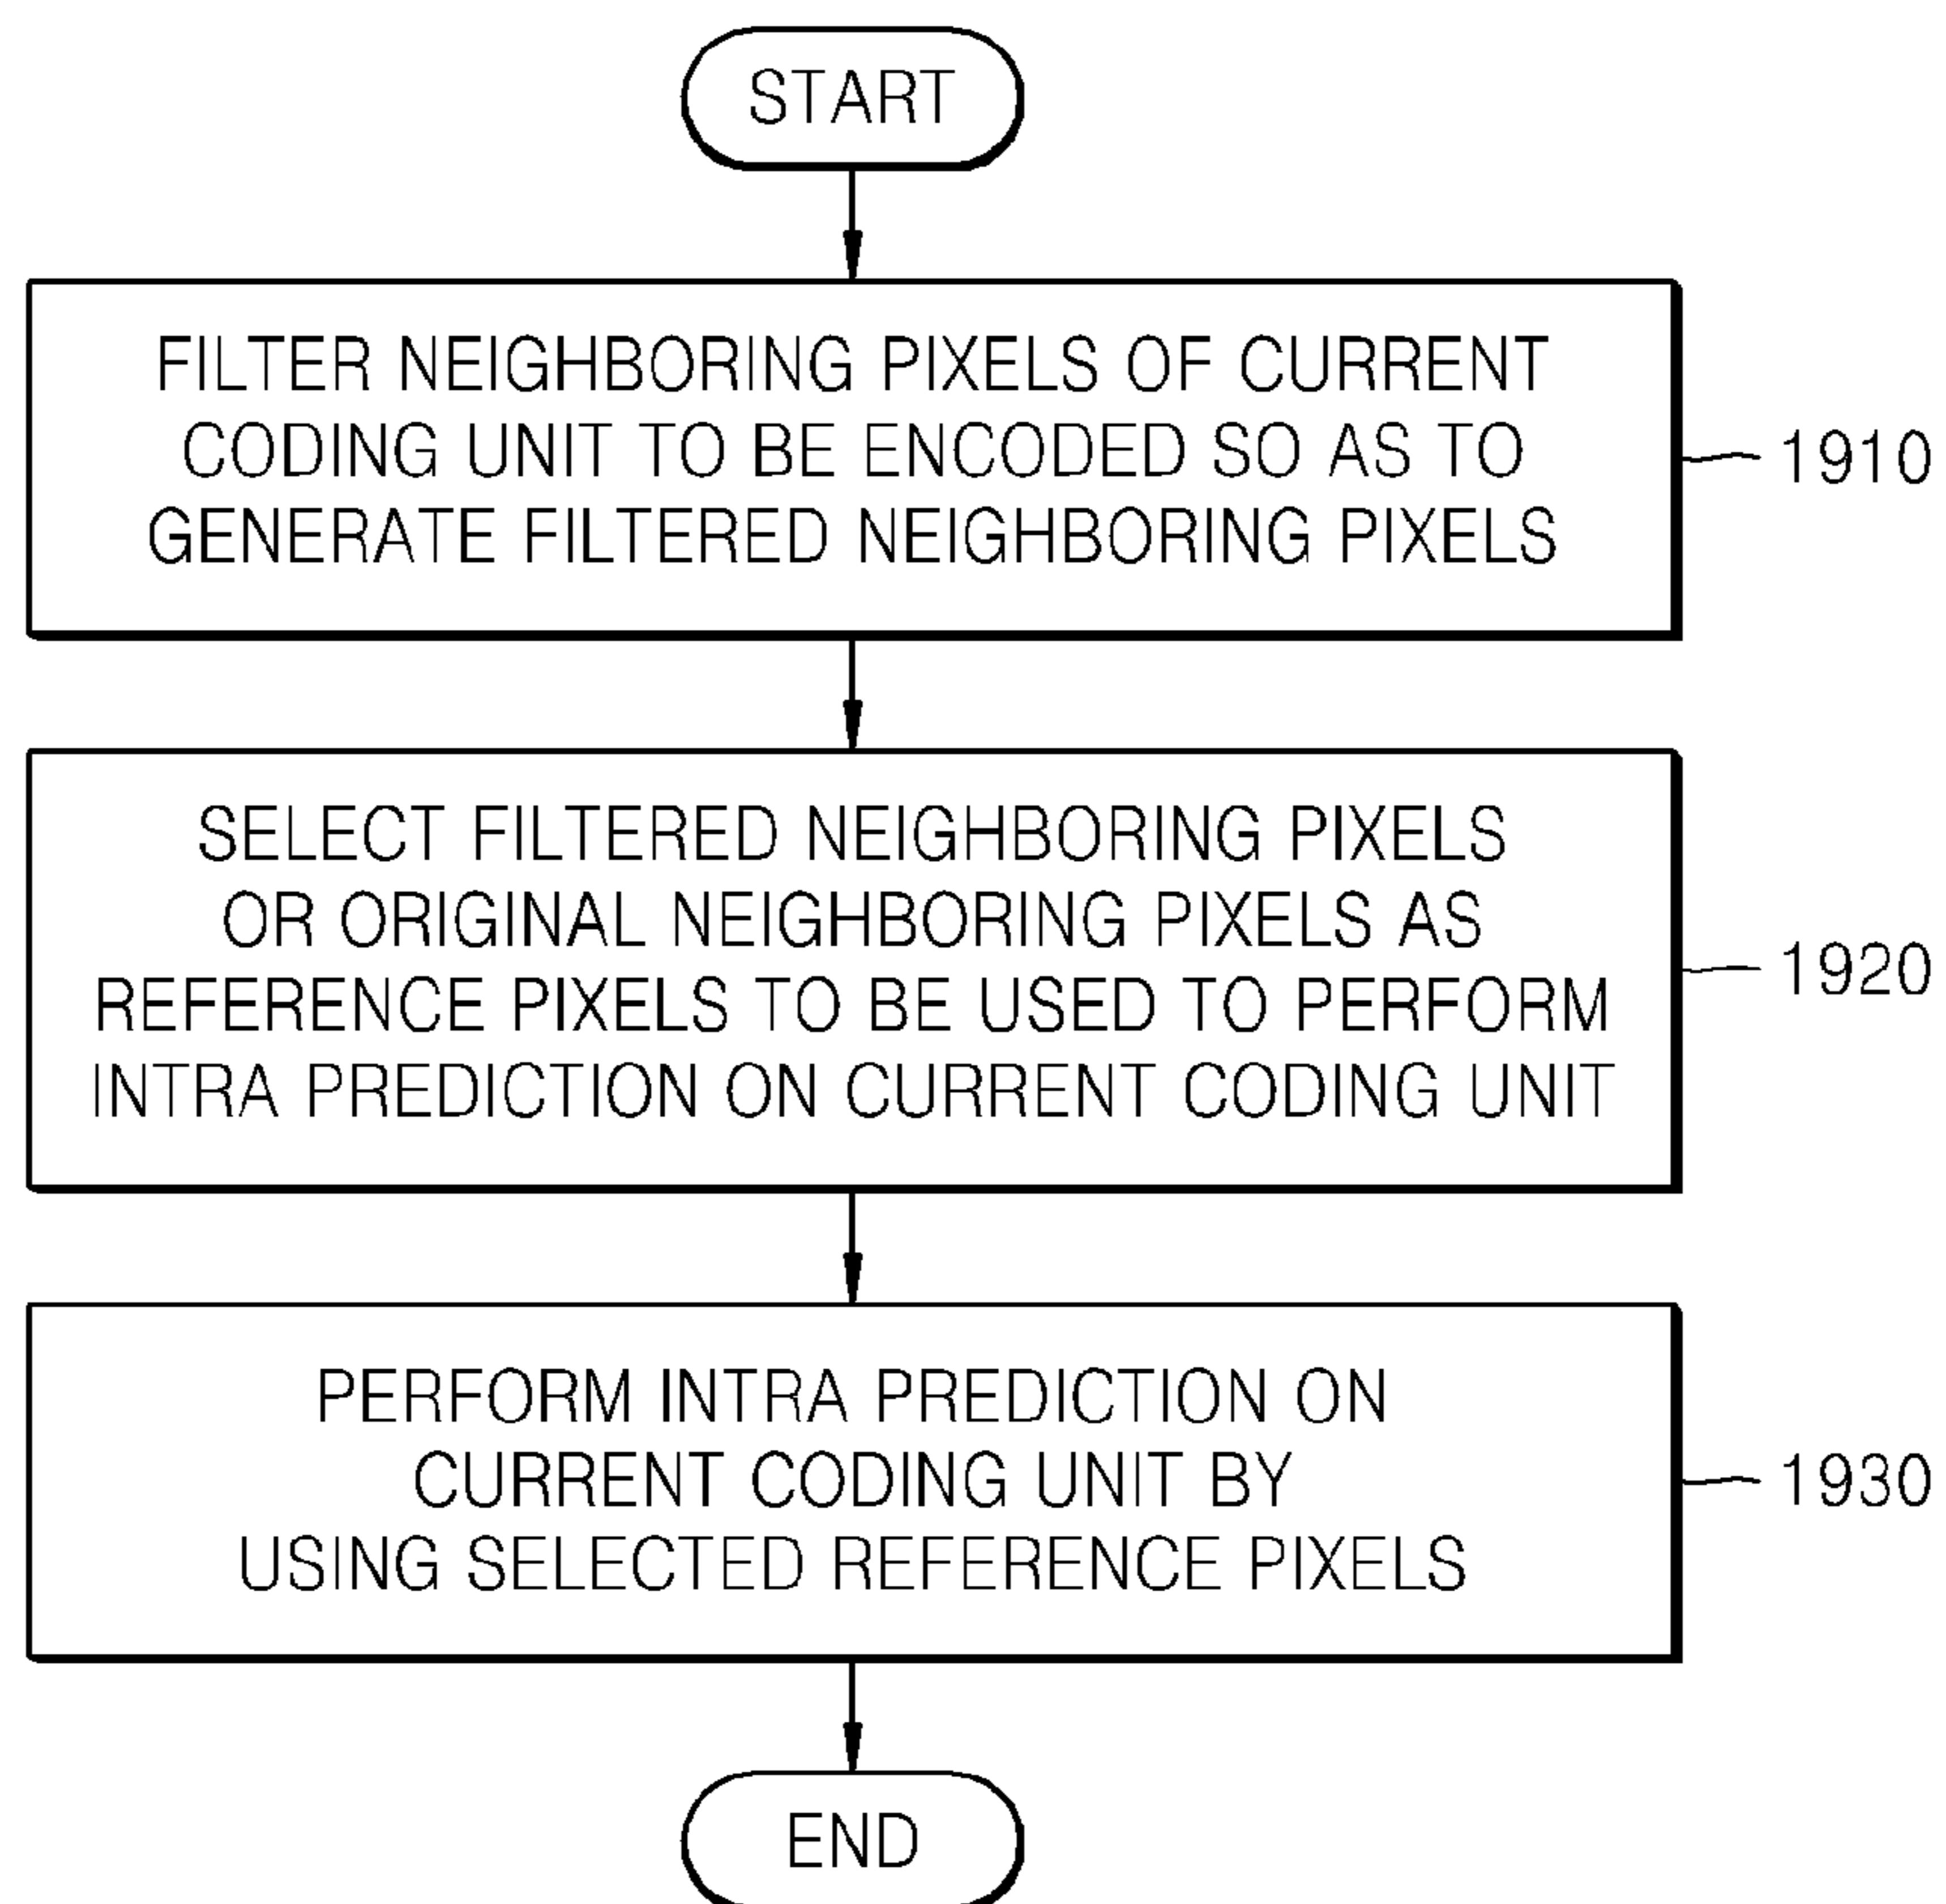 START
FILTER NEIGHBORING PIXELS OF CURRENT
CODING UNIT TO BE ENCODED SO AS TO
GENERATE FILTERED NEIGHBORING PIXELS
1910
SELECT FILTERED NEIGHBORING PIXELS
OR ORIGINAL NEIGHBORING PIXELS AS
REFERENCE PIXELS TO BE USED TO PERFORM
INTRA PREDICTION ON CURRENT CODING UNIT
1920
PERFORM INTRA PREDICTION ON
CURRENT CODING UNIT BY
USING SELECTED REFERENCE PIXELS
1930
END